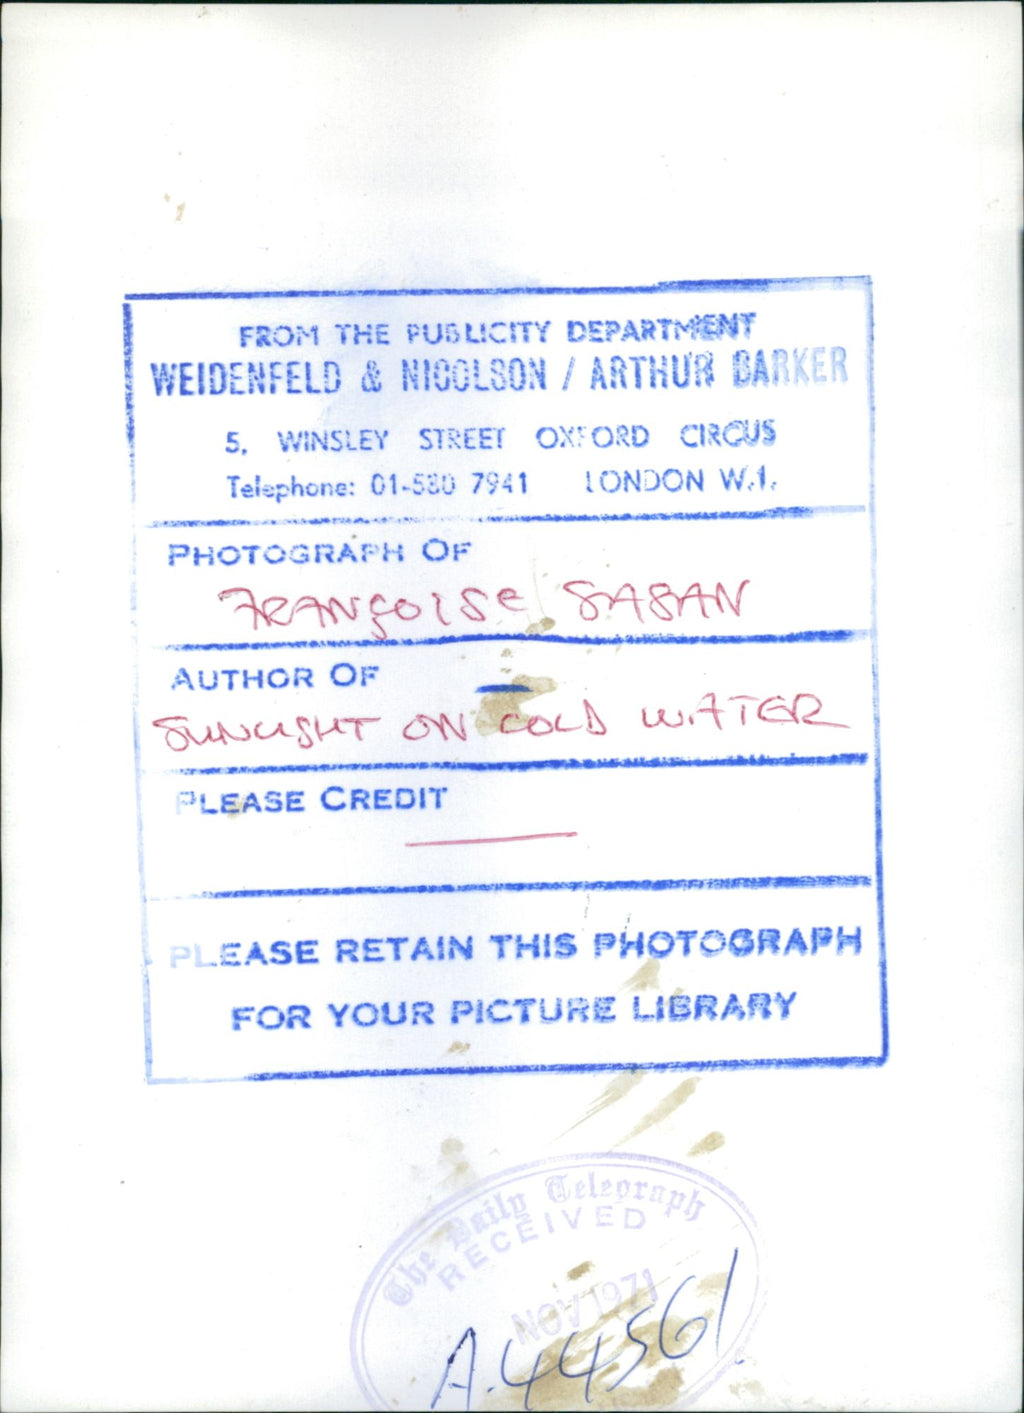 FROM THE PUBLICITY DEPARTMENT
WEIDENFELD & NICOLSON / ARTHUR BARKER
5, WINSLEY STREET OXFORD CIRCUS
Telephone: 01-580 7941 LONDON W.1.
PHOTOGRAPH OF
FRANÇOISE SAGAN
AUTHOR OF
SUNLIGHT ON COLD WATER
PLEASE CREDIT
PLEASE RETAIN THIS PHOTOGRAPH
FOR YOUR PICTURE LIBRARY
The Daily Telegraph
RECEIVED
NOV 1971
A.44561